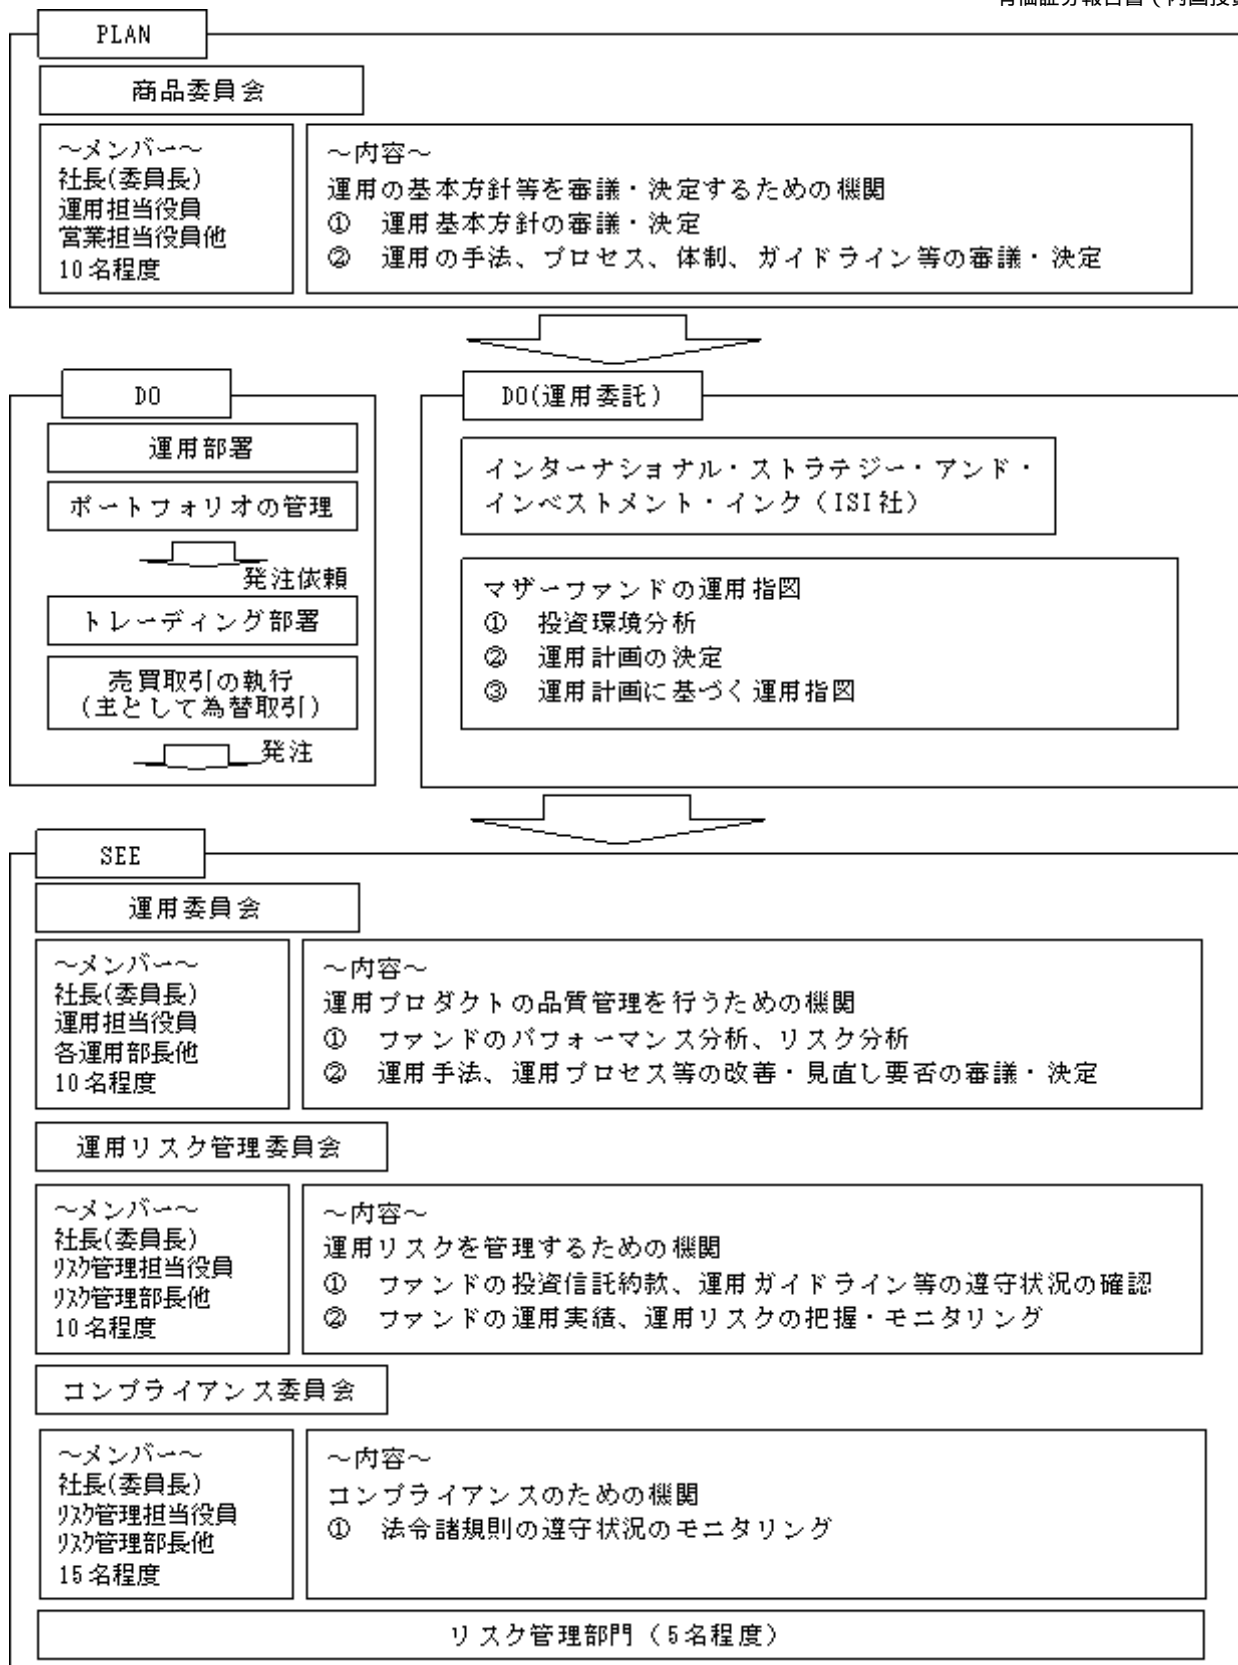 PLAN
商品委員会
～メンバー～
社長(委員長)
運用担当役員
営業担当役員他
10名程度
～内容～
運用の基本方針等を審議・決定するための機関
① 運用基本方針の審議・決定
② 運用の手法、プロセス、体制、ガイドライン等の審議・決定
DO
運用部署
ポートフォリオの管理
発注依頼
トレーディング部署
売買取引の執行
(主として為替取引)
発注
DO(運用委託)
インターナショナル・ストラテジー・アンド・
インベストメント・インク（ISI社）
マザーファンドの運用指図
① 投資環境分析
② 運用計画の決定
③ 運用計画に基づく運用指図
SEE
運用委員会
～メンバー～
社長(委員長)
運用担当役員
各運用部長他
10名程度
～内容～
運用プロダクトの品質管理を行うための機関
① ファンドのパフォーマンス分析、リスク分析
② 運用手法、運用プロセス等の改善・見直し要否の審議・決定
運用リスク管理委員会
～メンバー～
社長(委員長)
ﾘｽｸ管理担当役員
ﾘｽｸ管理部長他
10名程度
～内容～
運用リスクを管理するための機関
① ファンドの投資信託約款、運用ガイドライン等の遵守状況の確認
② ファンドの運用実績、運用リスクの把握・モニタリング
コンプライアンス委員会
～メンバー～
社長(委員長)
ﾘｽｸ管理担当役員
ﾘｽｸ管理部長他
15名程度
～内容～
コンプライアンスのための機関
① 法令諸規則の遵守状況のモニタリング
リスク管理部門（5名程度）